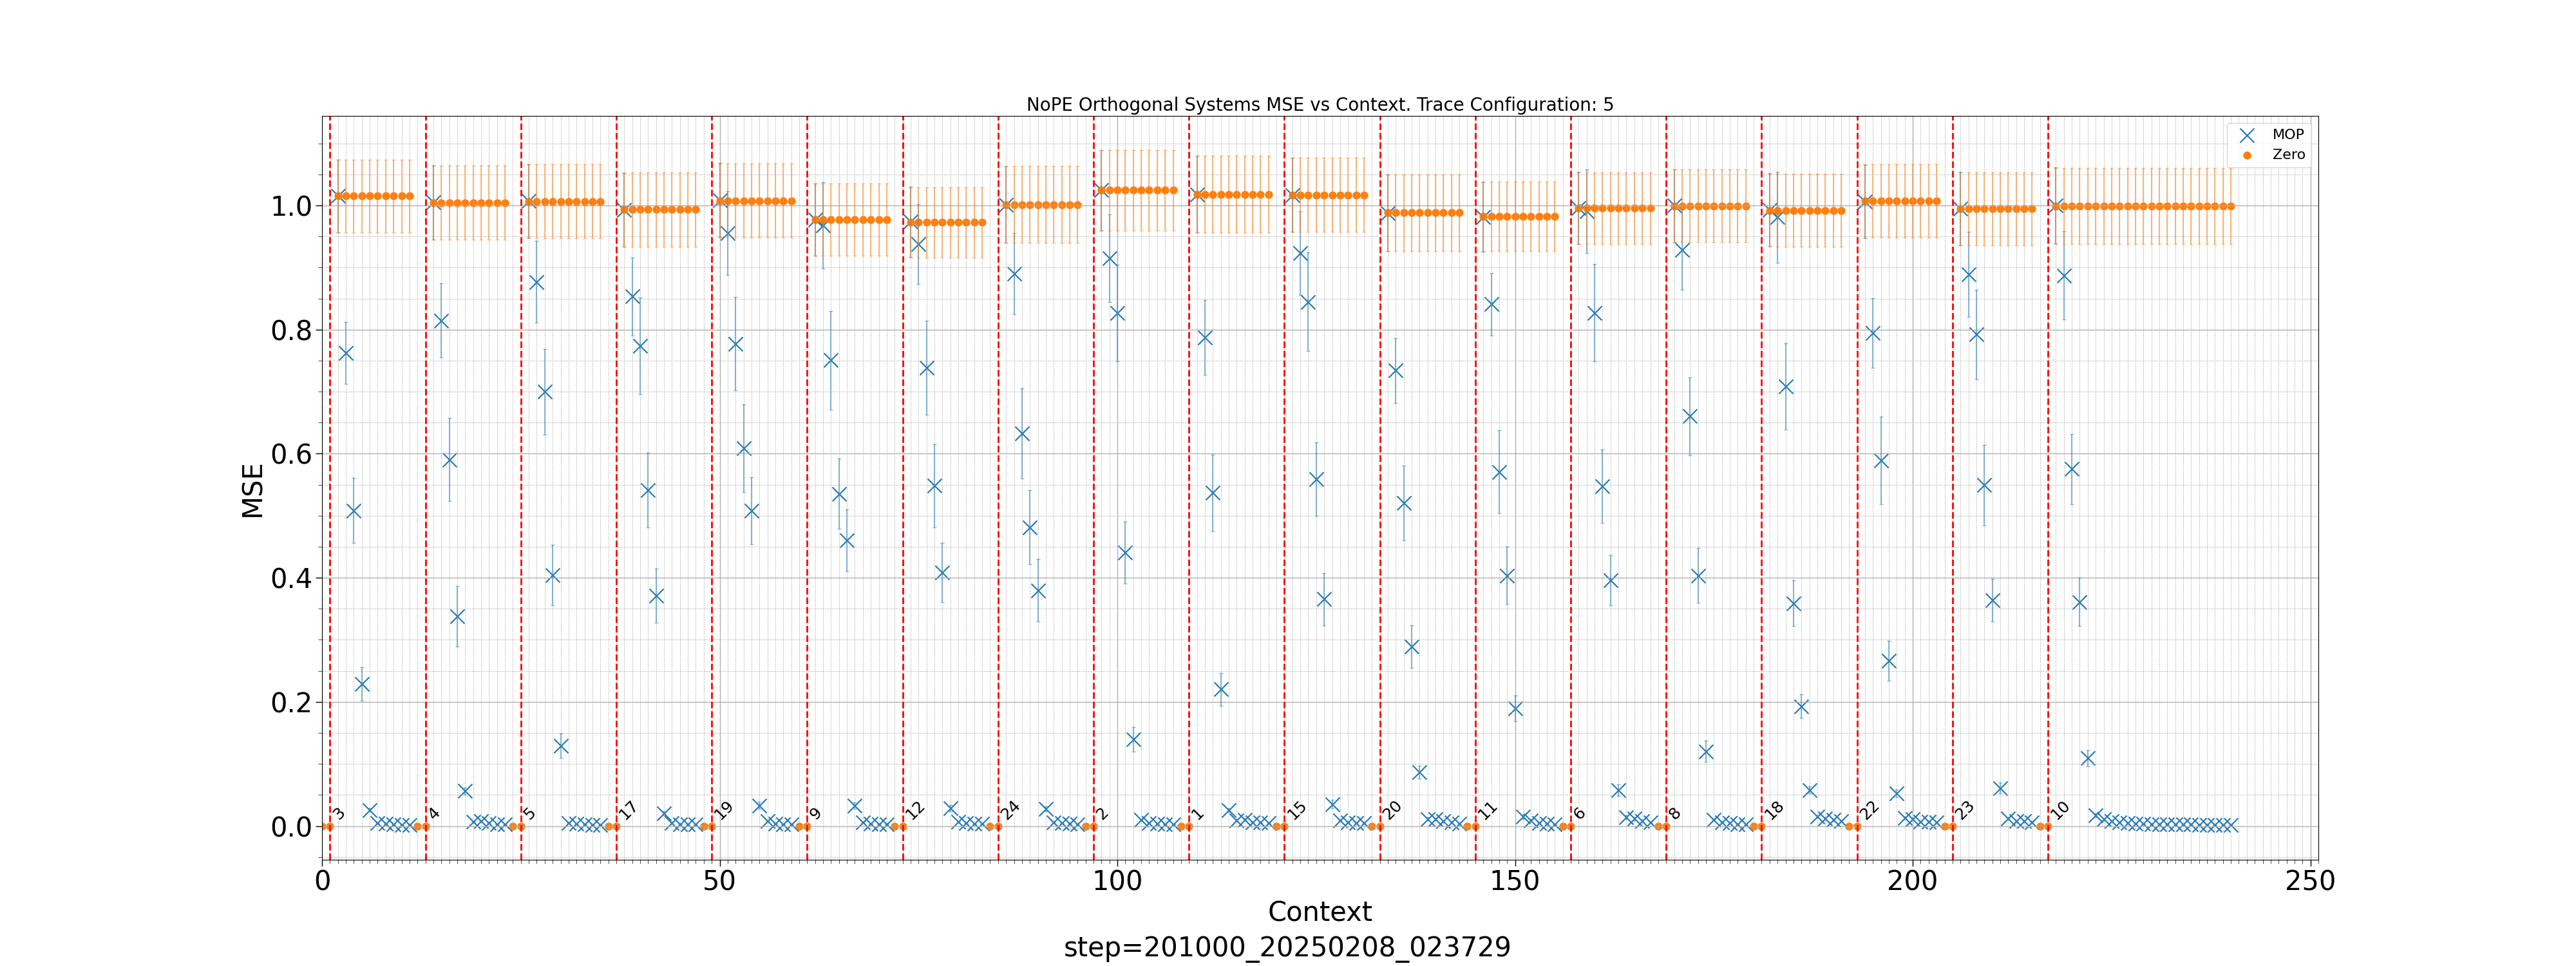 NoPE Orthogonal Systems MSE vs Context. Trace Configuration: 5
MOP
Zero
MSE
1.0
0.8
0.6
0.4
0.2
0.0
3 4 5 17 19 9 12 24 2 1 15 20 11 6 8 18 22 23 10
0 50 100 150 200 250
Context
step=201000_20250208_023729